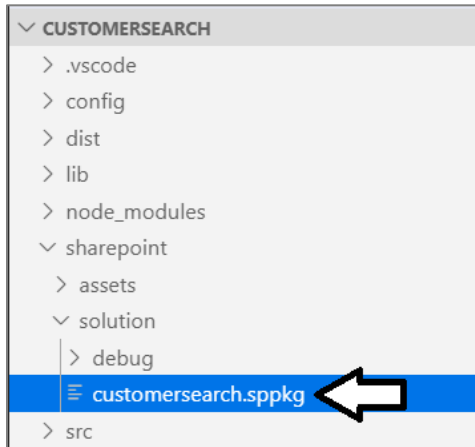 CUSTOMERSEARCH
.vscode
config
dist
lib
node_modules
sharepoint
assets
solution
debug
customersearch.sppkg
src